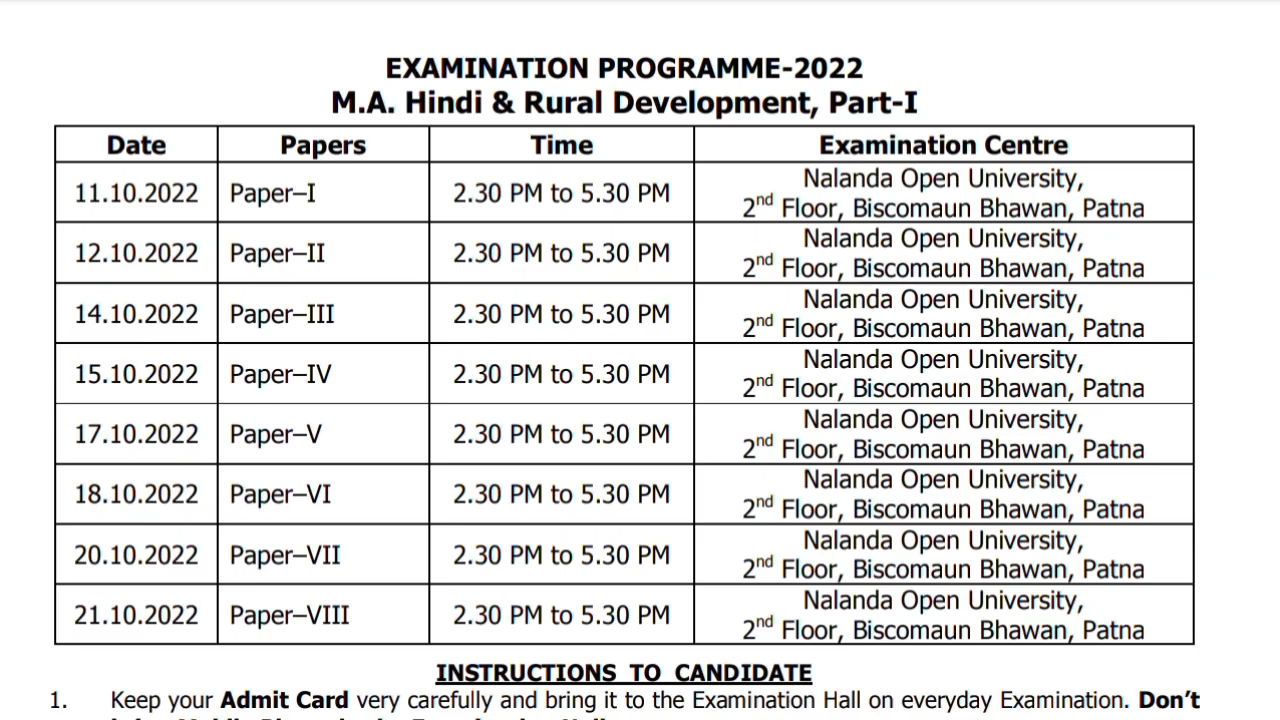 EXAMINATION PROGRAMME-2022
M.A. Hindi & Rural Development, Part-I
Date Papers Time Examination Centre
11.10.2022 Paper–I 2.30 PM to 5.30 PM Nalanda Open University,
2nd Floor, Biscomaun Bhawan, Patna
12.10.2022 Paper–II 2.30 PM to 5.30 PM Nalanda Open University,
2nd Floor, Biscomaun Bhawan, Patna
14.10.2022 Paper–III 2.30 PM to 5.30 PM Nalanda Open University,
2nd Floor, Biscomaun Bhawan, Patna
15.10.2022 Paper–IV 2.30 PM to 5.30 PM Nalanda Open University,
2nd Floor, Biscomaun Bhawan, Patna
17.10.2022 Paper–V 2.30 PM to 5.30 PM Nalanda Open University,
2nd Floor, Biscomaun Bhawan, Patna
18.10.2022 Paper–VI 2.30 PM to 5.30 PM Nalanda Open University,
2nd Floor, Biscomaun Bhawan, Patna
20.10.2022 Paper–VII 2.30 PM to 5.30 PM Nalanda Open University,
2nd Floor, Biscomaun Bhawan, Patna
21.10.2022 Paper–VIII 2.30 PM to 5.30 PM Nalanda Open University,
2nd Floor, Biscomaun Bhawan, Patna
INSTRUCTIONS TO CANDIDATE
1. Keep your Admit Card very carefully and bring it to the Examination Hall on everyday Examination. Don’t